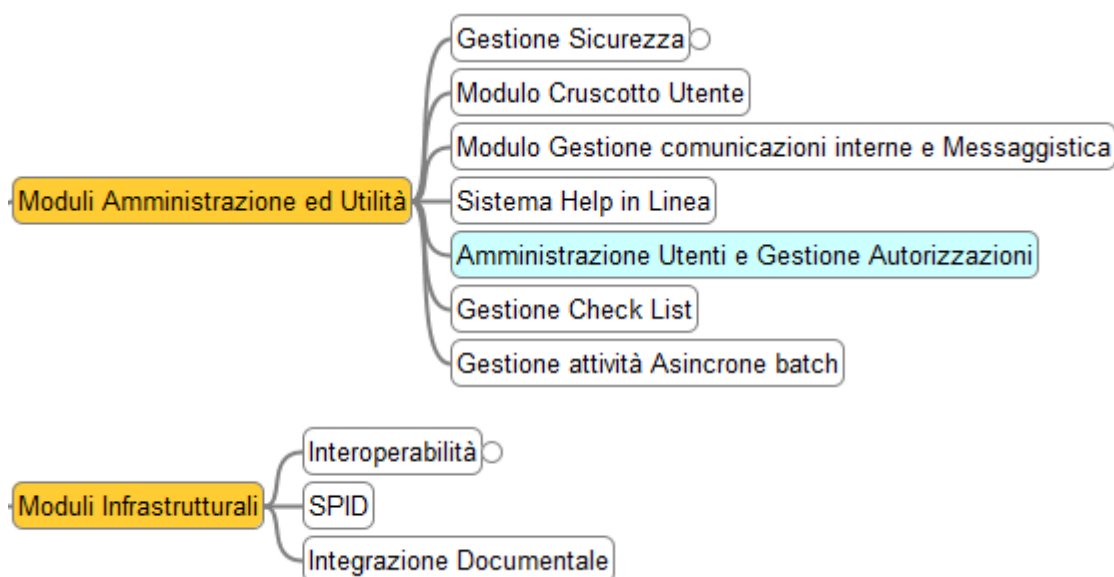 Gestione Sicurezza
Modulo Cruscotto Utente
Modulo Gestione comunicazioni interne e Messaggistica
Moduli Amministrazione ed Utilità
Sistema Help in Linea
Amministrazione Utenti e Gestione Autorizzazioni
Gestione Check List
Gestione attività Asincrone batch
Interoperabilità
Moduli Infrastrutturali
SPID
Integrazione Documentale